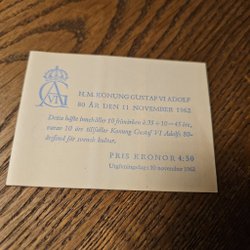 H.M. KONUNG GUSTAF VI ADOLF
80 ÅR DEN 11 NOVEMBER 1962
Detta häfte innehåller 10 frimärken à 35 + 10 = 45 öre,
varav 10 öre tillfaller Konung Gustaf VI Adolfs 80-
årsfond för svensk kultur.
PRIS KRONOR 4:50
Utgivningsdag 10 november 1962